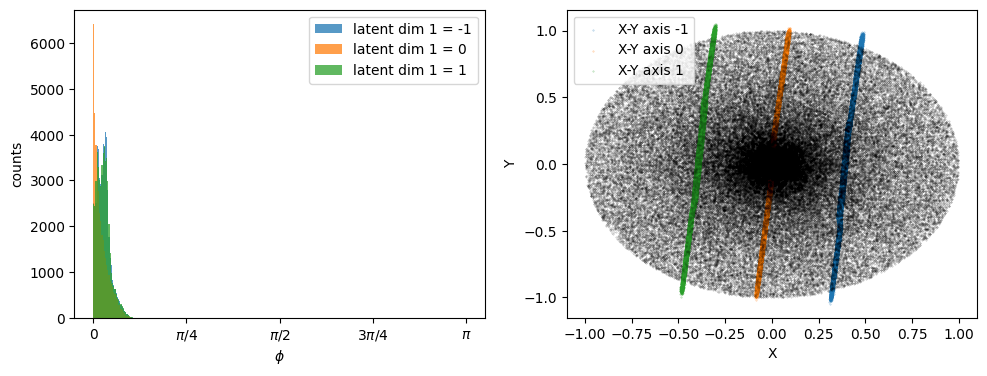 counts
6000
5000
4000
3000
2000
1000
0
0
π/4
π/2
3π/4
π
ϕ
latent dim 1 = -1
latent dim 1 = 0
latent dim 1 = 1
Y
1.0
0.5
0.0
−0.5
−1.0
−1.00
−0.75
−0.50
−0.25
0.00
0.25
0.50
0.75
1.00
X
X-Y axis -1
X-Y axis 0
X-Y axis 1